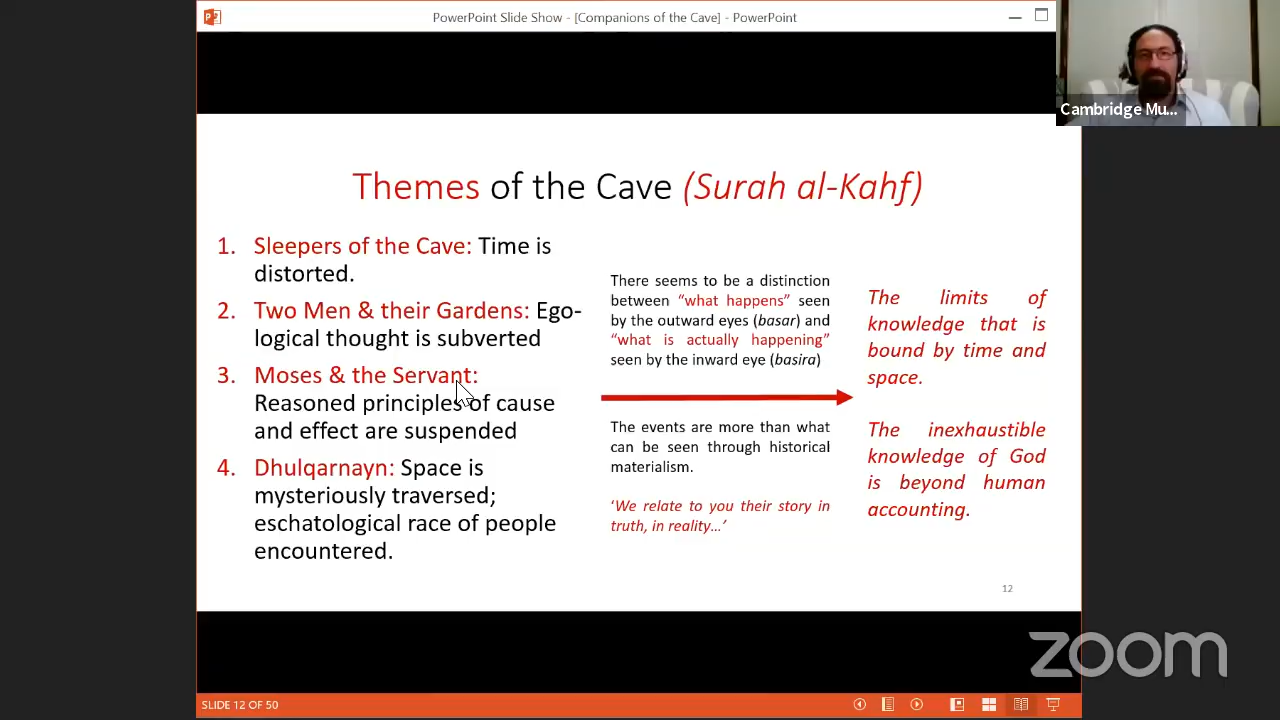 PowerPoint Slide Show - [Companions of the Cave] - PowerPoint
Cambridge Mu...
Themes of the Cave (Surah al-Kahf)
1. Sleepers of the Cave: Time is
distorted.
2. Two Men & their Gardens: Ego-
logical thought is subverted
3. Moses & the Servant:
Reasoned principles of cause
and effect are suspended
4. Dhulqarnayn: Space is
mysteriously traversed;
eschatological race of people
encountered.
There seems to be a distinction
between “what happens” seen
by the outward eyes (basar) and
“what is actually happening”
seen by the inward eye (basira)
The events are more than what
can be seen through historical
materialism.
‘We relate to you their story in
truth, in reality…’
The limits of
knowledge that is
bound by time and
space.
The inexhaustible
knowledge of God
is beyond human
accounting.
12
zoom
SLIDE 12 OF 50